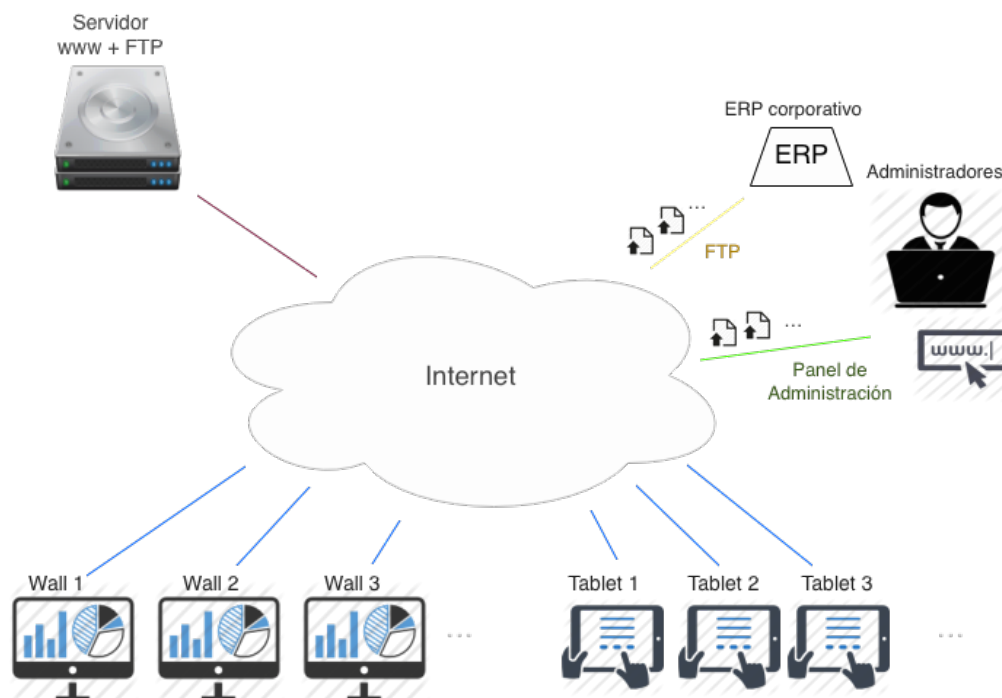 Servidor
www + FTP
ERP corporativo
ERP
Administradores
...
FTP
...
www.
Panel de
Administración
Internet
Wall 1
Wall 2
Wall 3
...
Tablet 1
Tablet 2
Tablet 3
...